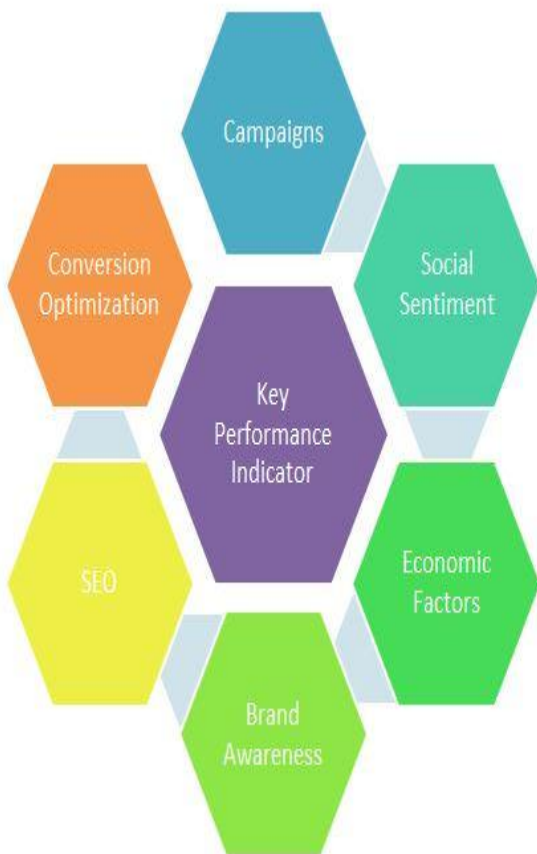 Campaigns
Social
Sentiment
Economic
Factors
Brand
Awareness
SEO
Conversion
Optimization
Key
Performance
Indicator